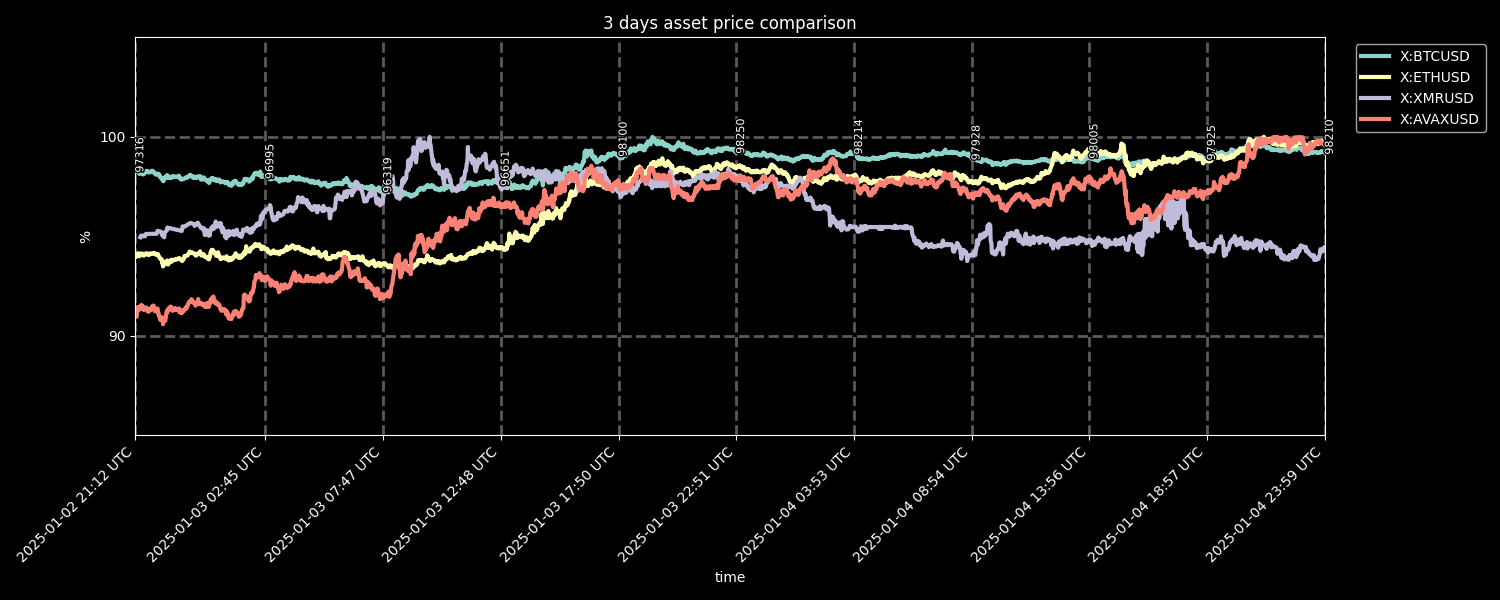 3 days asset price comparison
X:BTCUSD
X:ETHUSD
X:XMRUSD
X:AVAXUSD
100
90
%
97316
96995
96319
96651
98100
98250
98214
97928
98005
97925
98210
2025-01-02 21:12 UTC
2025-01-03 02:45 UTC
2025-01-03 07:47 UTC
2025-01-03 12:48 UTC
2025-01-03 17:50 UTC
2025-01-03 22:51 UTC
2025-01-04 03:53 UTC
2025-01-04 08:54 UTC
2025-01-04 13:56 UTC
2025-01-04 18:57 UTC
2025-01-04 23:59 UTC
time